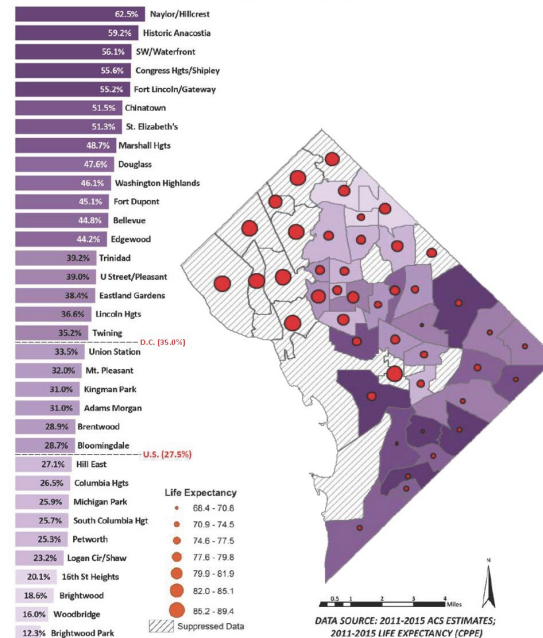 62.5% Naylor/Hillcrest
59.2% Historic Anacostia
56.1% SW/Waterfront
55.6% Congress Hgts/Shipley
55.2% Fort Lincoln/Gateway
51.5% Chinatown
51.3% St. Elizabeth's
48.7% Marshall Hgts
47.6% Douglass
46.1% Washington Highlands
45.1% Fort Dupont
44.8% Bellevue
44.2% Edgewood
39.2% Trinidad
39.0% U Street/Pleasant
38.4% Eastland Gardens
36.6% Lincoln Hgts
35.2% Twining
D.C. (35.0%)
33.5% Union Station
32.0% Mt. Pleasant
31.0% Kingman Park
31.0% Adams Morgan
28.9% Brentwood
28.7% Bloomingdale
U.S. (27.5%)
27.1% Hill East
26.5% Columbia Hgts
25.9% Michigan Park
25.7% South Columbia Hgt
25.3% Petworth
23.2% Logan Cir/Shaw
20.1% 16th St Heights
18.6% Brightwood
16.0% Woodbridge
12.3% Brightwood Park
Life Expectancy
68.4 - 70.8
70.9 - 74.5
74.6 - 77.5
77.6 - 79.8
79.9 - 81.9
82.0 - 85.1
85.2 - 89.4
Suppressed Data
N
0.5 1 2 3 4
Miles
DATA SOURCE: 2011-2015 ACS ESTIMATES;
2011-2015 LIFE EXPECTANCY (CPPE)